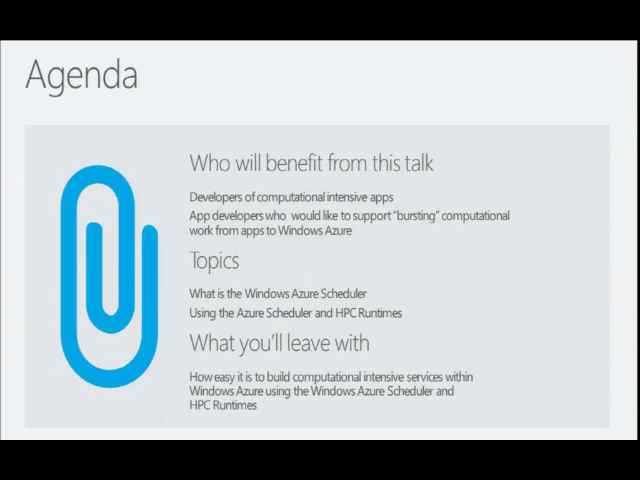 Agenda
Who will benefit from this talk
Developers of computational intensive apps
App developers who would like to support "bursting" computational
work from apps to Windows Azure
Topics
What is the Windows Azure Scheduler
Using the Azure Scheduler and HPC Runtimes
What you'll leave with
How easy it is to build computational intensive services within
Windows Azure using the Windows Azure Scheduler and
HPC Runtimes